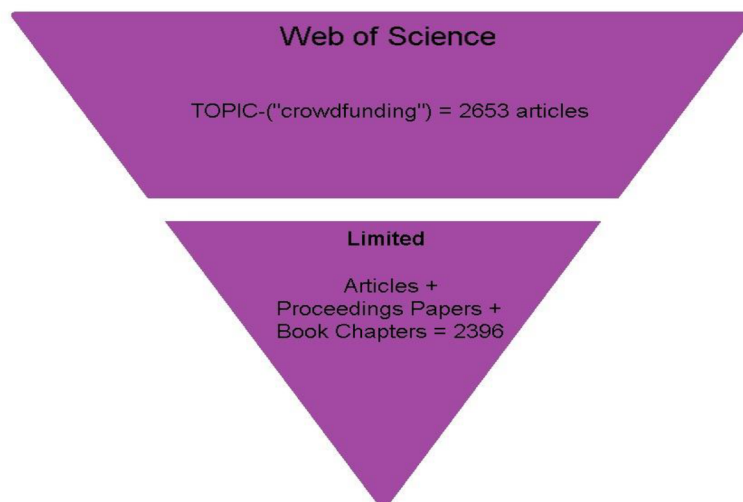 Web of Science
TOPIC-("crowdfunding") = 2653 articles
Limited
Articles +
Proceedings Papers +
Book Chapters = 2396